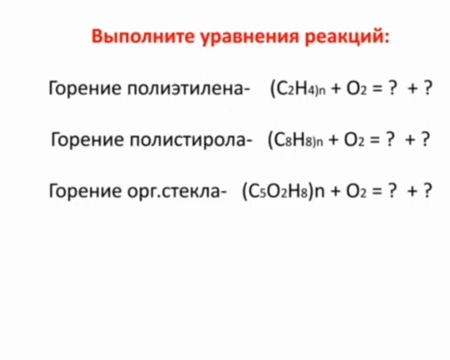 Выполните уравнения реакций:
Горение полиэтилена- (C2H4)n + O2 = ? + ?
Горение полистирола- (C8H8)n + O2 = ? + ?
Горение орг.стекла- (C5O2H8)n + O2 = ? + ?